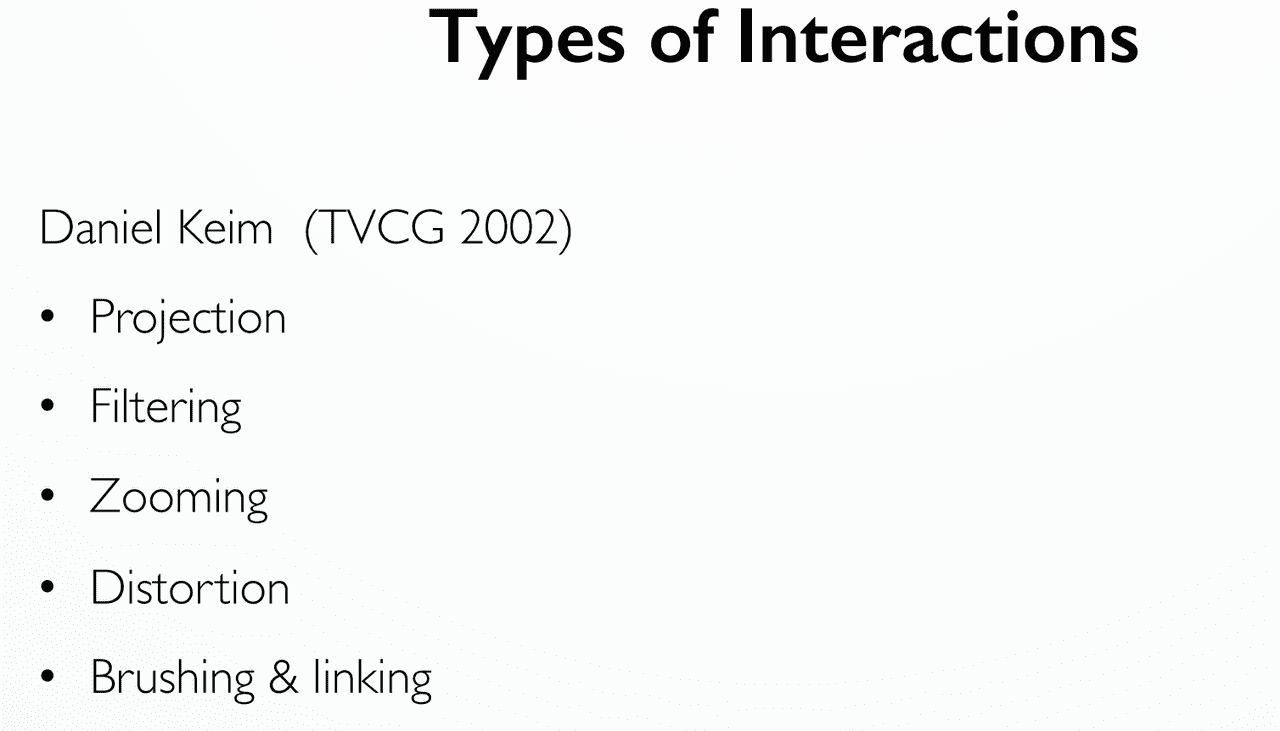 Types of Interactions
Daniel Keim (TVCG 2002)
• Projection
• Filtering
• Zooming
• Distortion
• Brushing & linking